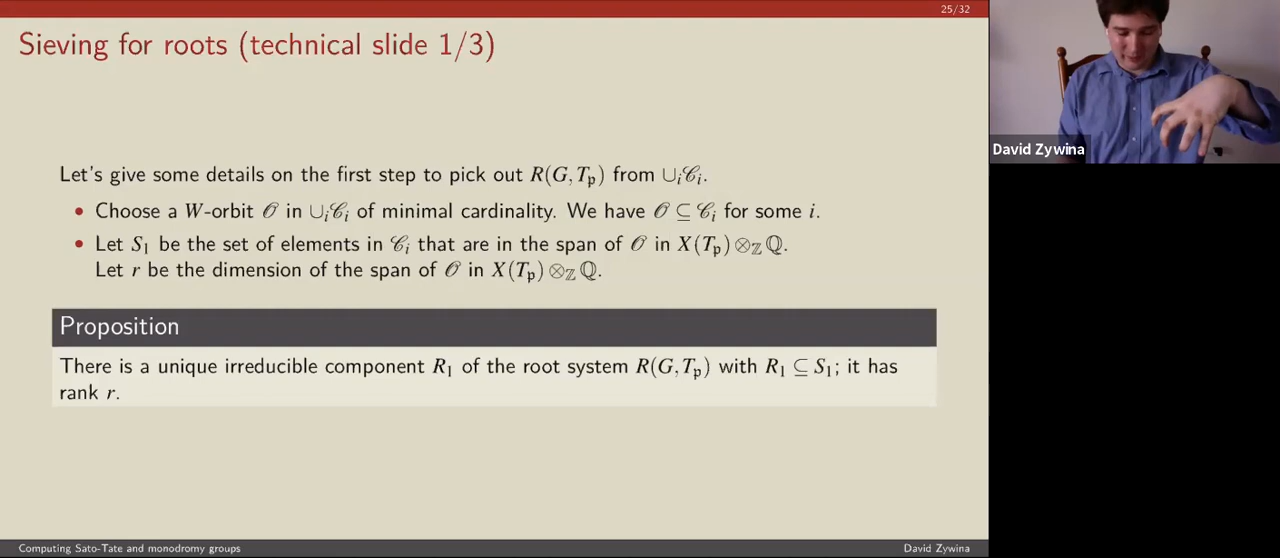 25/32
Sieving for roots (technical slide 1/3)
Let's give some details on the first step to pick out R(G, T_𝔭) from ∪_i 𝒞_i.
• Choose a W-orbit 𝒪 in ∪_i 𝒞_i of minimal cardinality. We have 𝒪 ⊆ 𝒞_i for some i.
• Let S_1 be the set of elements in 𝒞_i that are in the span of 𝒪 in X(T_𝔭) ⊗_ℤ ℚ.
Let r be the dimension of the span of 𝒪 in X(T_𝔭) ⊗_ℤ ℚ.
Proposition
There is a unique irreducible component R_1 of the root system R(G, T_𝔭) with R_1 ⊆ S_1; it has
rank r.
Computing Sato-Tate and monodromy groups
David Zywina
David Zywina